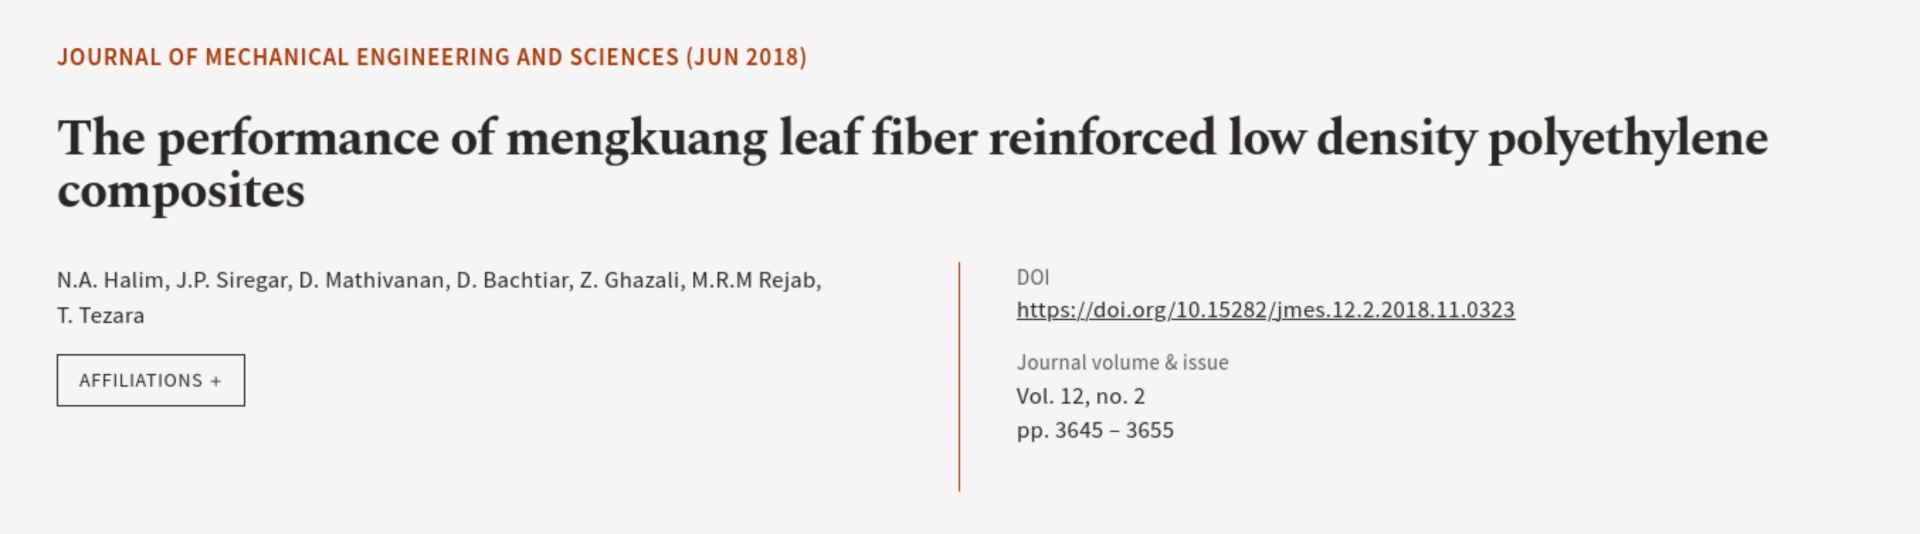 JOURNAL OF MECHANICAL ENGINEERING AND SCIENCES (JUN 2018)
The performance of mengkuang leaf fiber reinforced low density polyethylene
composites
N.A. Halim, J.P. Siregar, D. Mathivanan, D. Bachtiar, Z. Ghazali, M.R.M Rejab,
T. Tezara
AFFILIATIONS +
DOI
https://doi.org/10.15282/jmes.12.2.2018.11.0323
Journal volume & issue
Vol. 12, no. 2
pp. 3645 – 3655